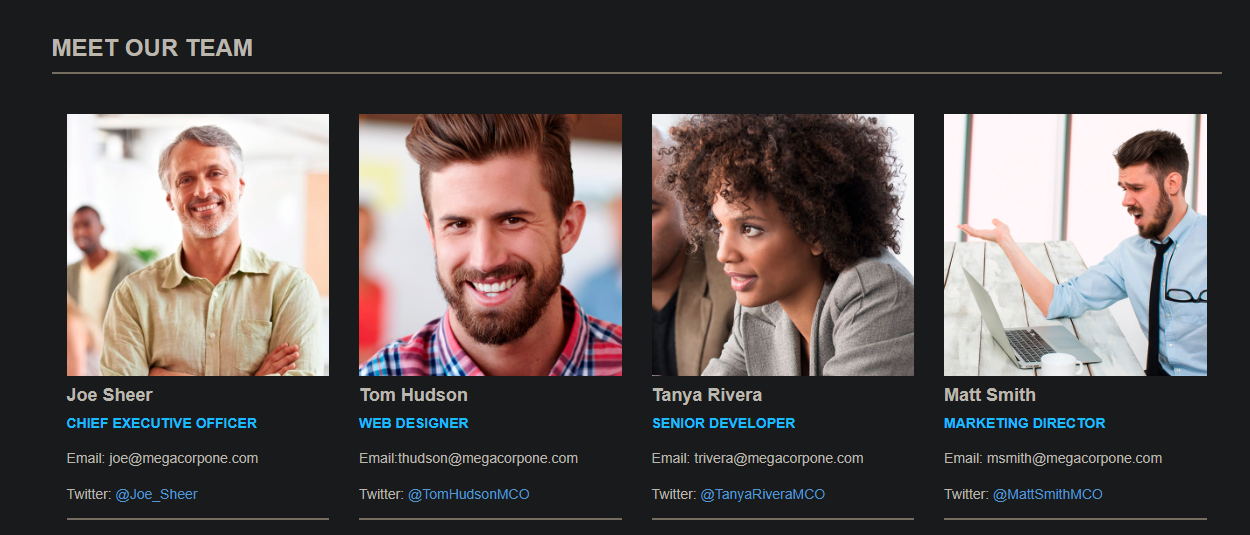 MEET OUR TEAM
Joe Sheer
CHIEF EXECUTIVE OFFICER
Email: joe@megacorpone.com
Twitter: @Joe_Sheer
Tom Hudson
WEB DESIGNER
Email:thudson@megacorpone.com
Twitter: @TomHudsonMCO
Tanya Rivera
SENIOR DEVELOPER
Email: trivera@megacorpone.com
Twitter: @TanyaRiveraMCO
Matt Smith
MARKETING DIRECTOR
Email: msmith@megacorpone.com
Twitter: @MattSmithMCO